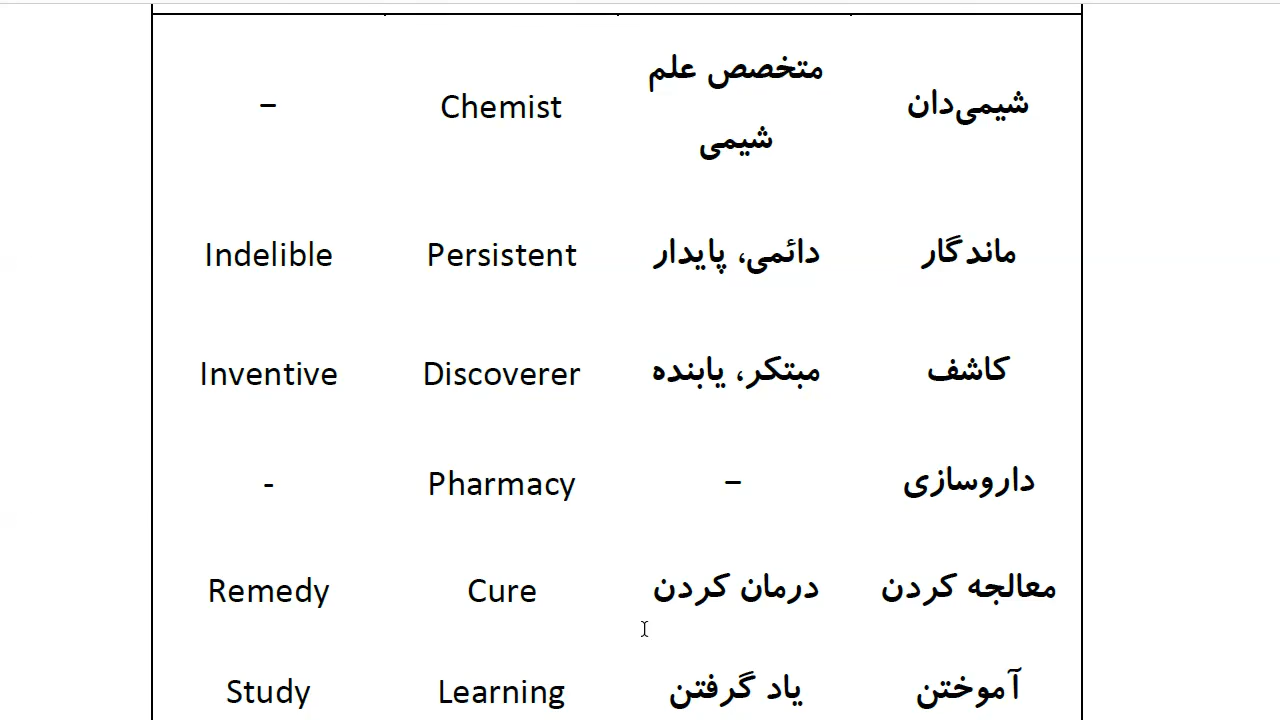 شیمی‌دان
متخصص علم
شیمی
Chemist
–
ماندگار
دائمی، پایدار
Persistent
Indelible
کاشف
مبتکر، یابنده
Discoverer
Inventive
داروسازی
–
Pharmacy
-
معالجه کردن
درمان کردن
Cure
Remedy
آموختن
یاد گرفتن
Learning
Study